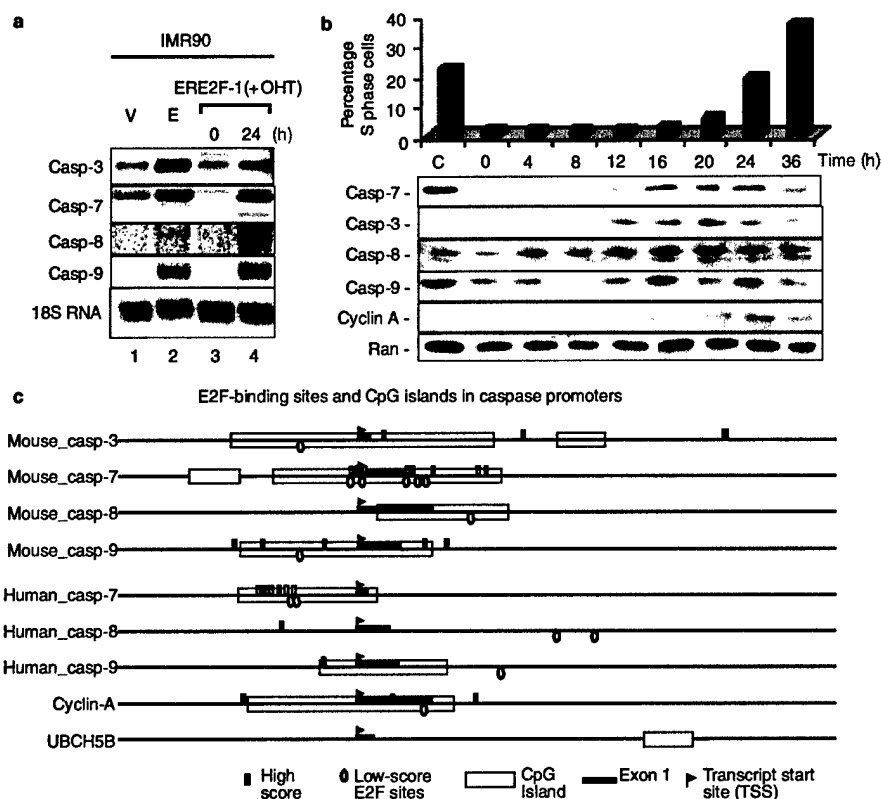 a
IMR90
ERE2F-1(+OHT)
V E 0 24 (h)
Casp-3
Casp-7
Casp-8
Casp-9
18S RNA
1 2 3 4
b
Percentage
S phase cells
40
30
20
10
0
C 0 4 8 12 16 20 24 36 Time (h)
Casp-7 -
Casp-3 -
Casp-8 -
Casp-9 -
Cyclin A -
Ran -
c E2F-binding sites and CpG islands in caspase promoters
Mouse_casp-3
Mouse_casp-7
Mouse_casp-8
Mouse_casp-9
Human_casp-7
Human_casp-8
Human_casp-9
Cyclin-A
UBCH5B
High
score
Low-score
E2F sites
CpG
Island
Exon 1
Transcript start
site (TSS)